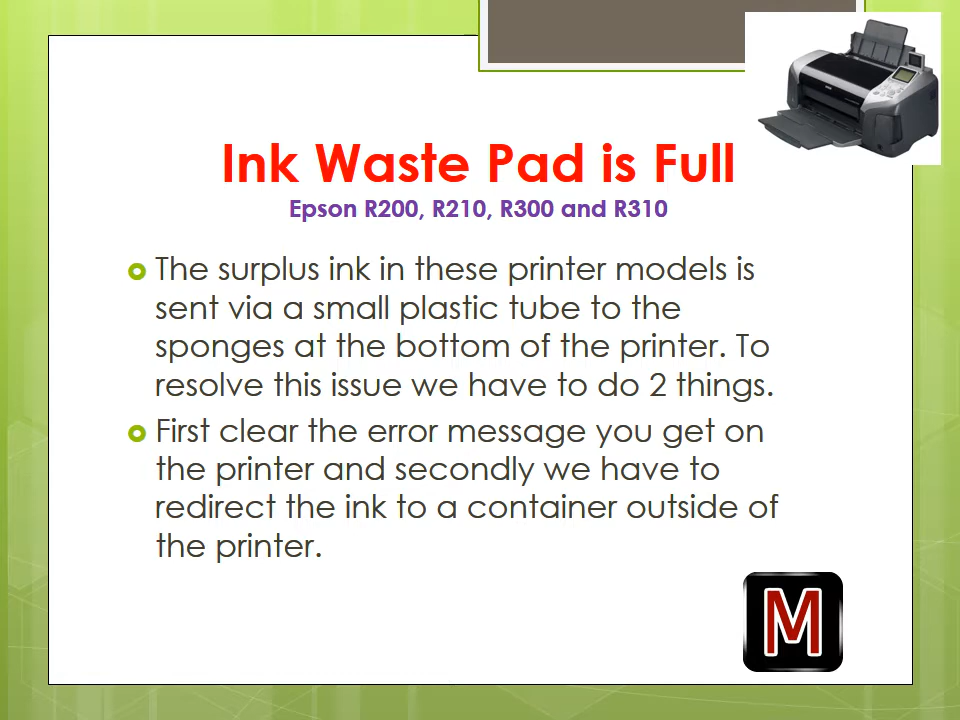 Ink Waste Pad is Full
Epson R200, R210, R300 and R310
The surplus ink in these printer models is
sent via a small plastic tube to the
sponges at the bottom of the printer. To
resolve this issue we have to do 2 things.
First clear the error message you get on
the printer and secondly we have to
redirect the ink to a container outside of
the printer.
M